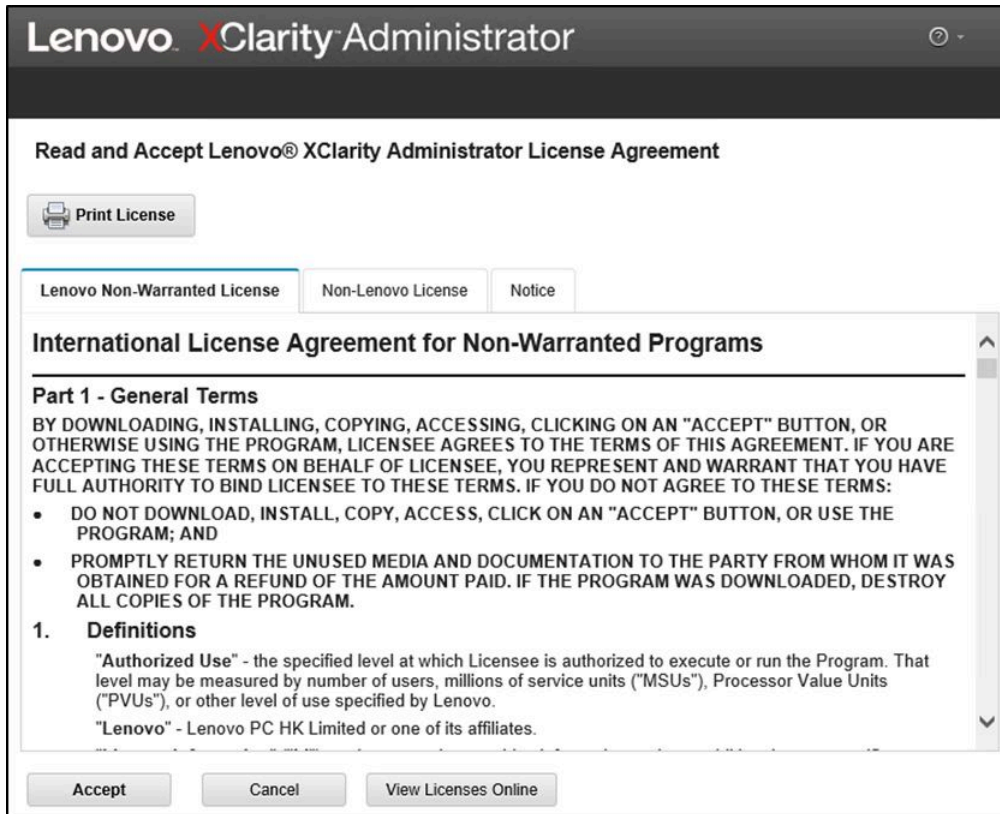 Lenovo. XClarity Administrator
Read and Accept Lenovo® XClarity Administrator License Agreement
Print License
Lenovo Non-Warranted License Non-Lenovo License Notice
International License Agreement for Non-Warranted Programs
Part 1 - General Terms
BY DOWNLOADING, INSTALLING, COPYING, ACCESSING, CLICKING ON AN "ACCEPT" BUTTON, OR
OTHERWISE USING THE PROGRAM, LICENSEE AGREES TO THE TERMS OF THIS AGREEMENT. IF YOU ARE
ACCEPTING THESE TERMS ON BEHALF OF LICENSEE, YOU REPRESENT AND WARRANT THAT YOU HAVE
FULL AUTHORITY TO BIND LICENSEE TO THESE TERMS. IF YOU DO NOT AGREE TO THESE TERMS:
• DO NOT DOWNLOAD, INSTALL, COPY, ACCESS, CLICK ON AN "ACCEPT" BUTTON, OR USE THE
PROGRAM; AND
• PROMPTLY RETURN THE UNUSED MEDIA AND DOCUMENTATION TO THE PARTY FROM WHOM IT WAS
OBTAINED FOR A REFUND OF THE AMOUNT PAID. IF THE PROGRAM WAS DOWNLOADED, DESTROY
ALL COPIES OF THE PROGRAM.
1. Definitions
"Authorized Use" - the specified level at which Licensee is authorized to execute or run the Program. That
level may be measured by number of users, millions of service units ("MSUs"), Processor Value Units
("PVUs"), or other level of use specified by Lenovo.
"Lenovo" - Lenovo PC HK Limited or one of its affiliates.
Accept Cancel View Licenses Online